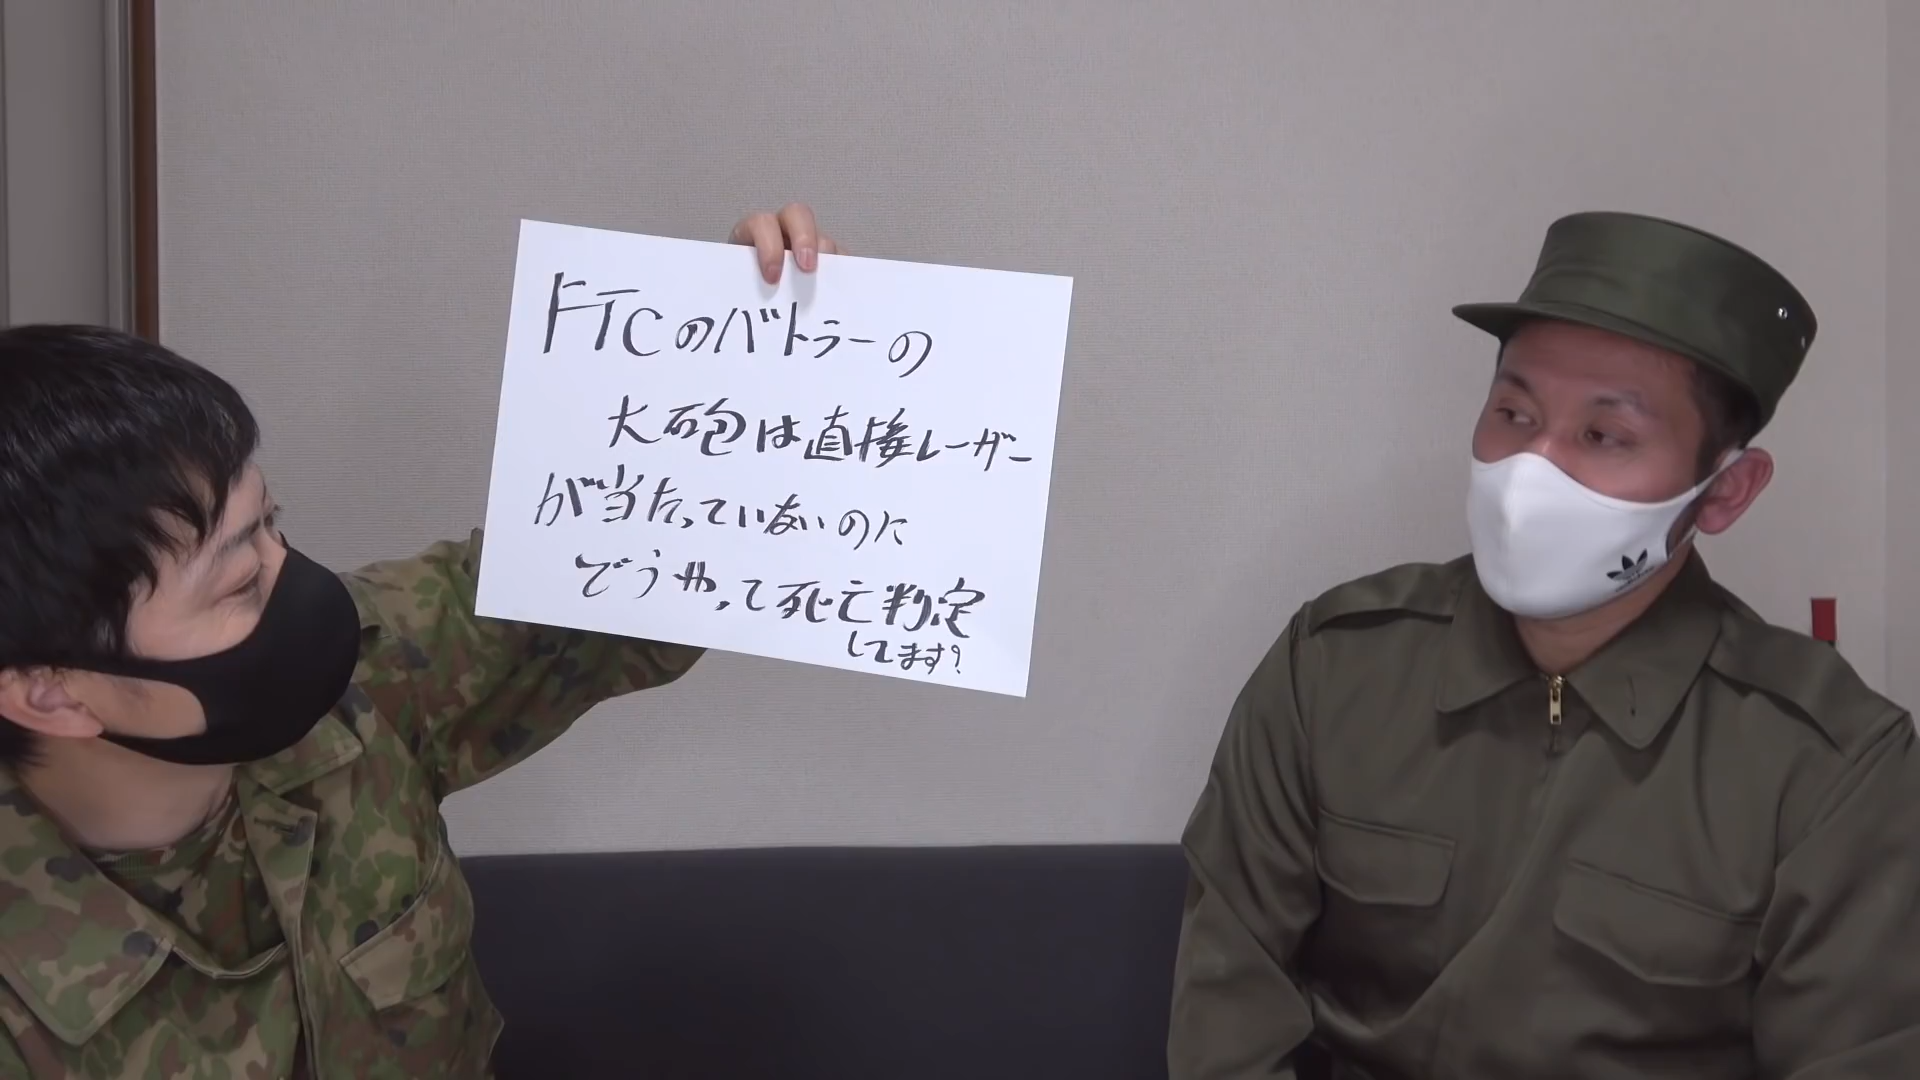 FTCのバトラーの
大砲は直接レーザー
が当たっていないのに
どうやって死亡判定
してます?